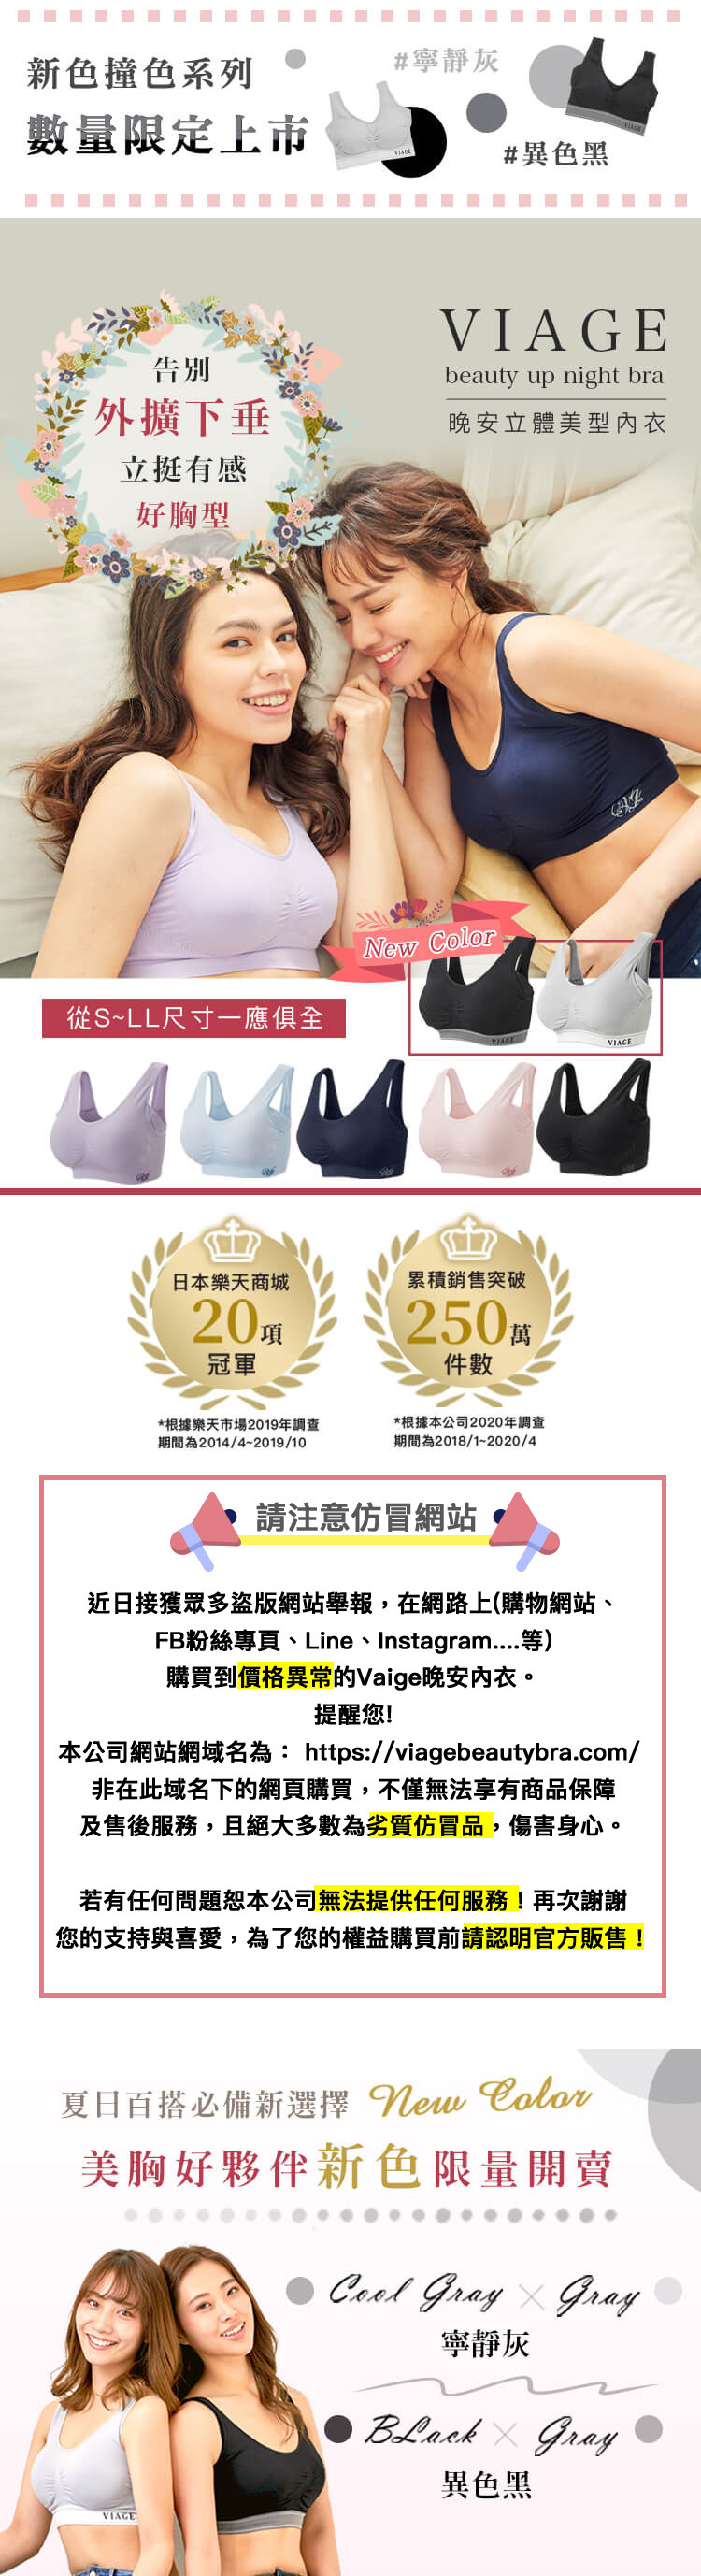 新色撞色系列
數量限定上市
#寧靜灰
#異色黑
VIAGE
VIAGE
告別
外擴下垂
立挺有感
好胸型
VIAGE
beauty up night bra
晚安立體美型內衣
New Color
VIAGE
VIAGE
從S~LL尺寸一應俱全
日本樂天商城
20項
冠軍
*根據樂天市場2019年調查
期間為2014/4~2019/10
累積銷售突破
250萬
件數
*根據本公司2020年調查
期間為2018/1~2020/4
請注意仿冒網站
近日接獲眾多盜版網站舉報，在網路上(購物網站、
FB粉絲專頁、Line、Instagram....等)
購買到價格異常的Vaige晚安內衣。
提醒您!
本公司網站網域名為： https://viagebeautybra.com/
非在此域名下的網頁購買，不僅無法享有商品保障
及售後服務，且絕大多數為劣質仿冒品，傷害身心。
若有任何問題恕本公司無法提供任何服務！再次謝謝
您的支持與喜愛，為了您的權益購買前請認明官方販售！
夏日百搭必備新選擇 New Color
美胸好夥伴新色限量開賣
Cool Gray × Gray
寧靜灰
BLack × Gray
異色黑
VIAGE